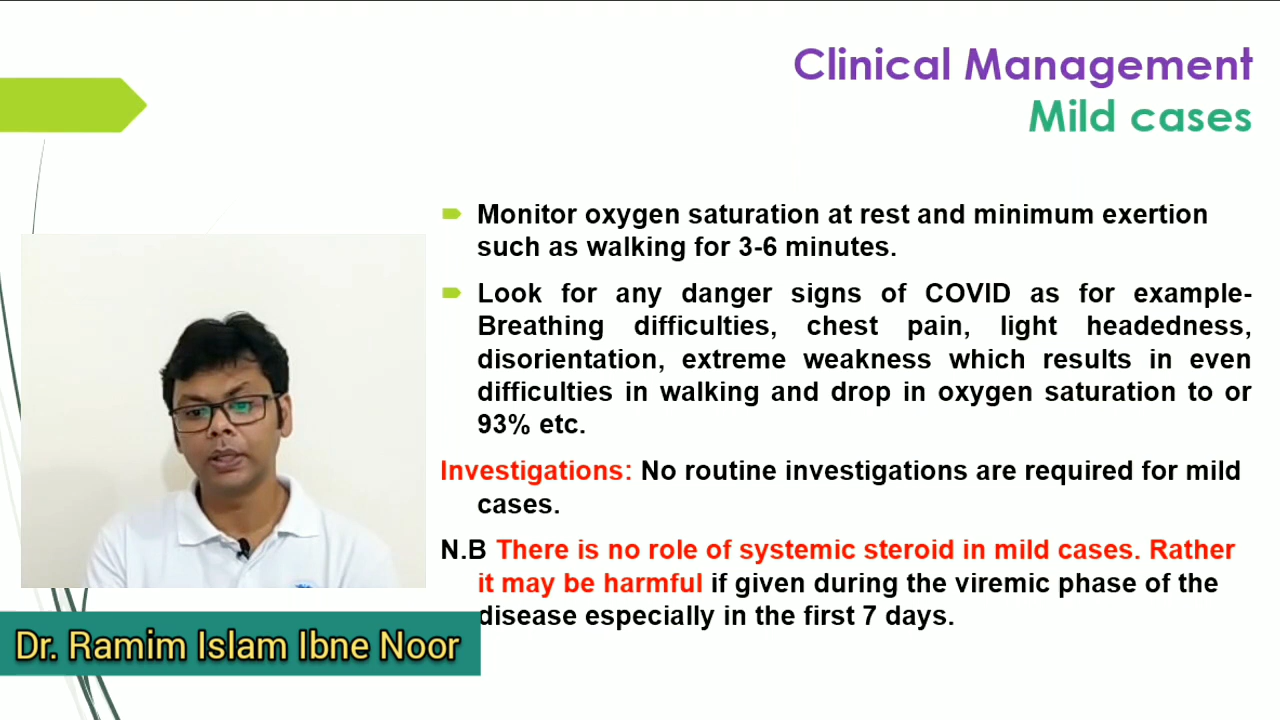 Clinical Management
Mild cases
Monitor oxygen saturation at rest and minimum exertion
such as walking for 3-6 minutes.
Look for any danger signs of COVID as for example-
Breathing difficulties, chest pain, light headedness,
disorientation, extreme weakness which results in even
difficulties in walking and drop in oxygen saturation to or
93% etc.
Investigations: No routine investigations are required for mild
cases.
N.B There is no role of systemic steroid in mild cases. Rather
it may be harmful if given during the viremic phase of the
disease especially in the first 7 days.
Dr. Ramim Islam Ibne Noor